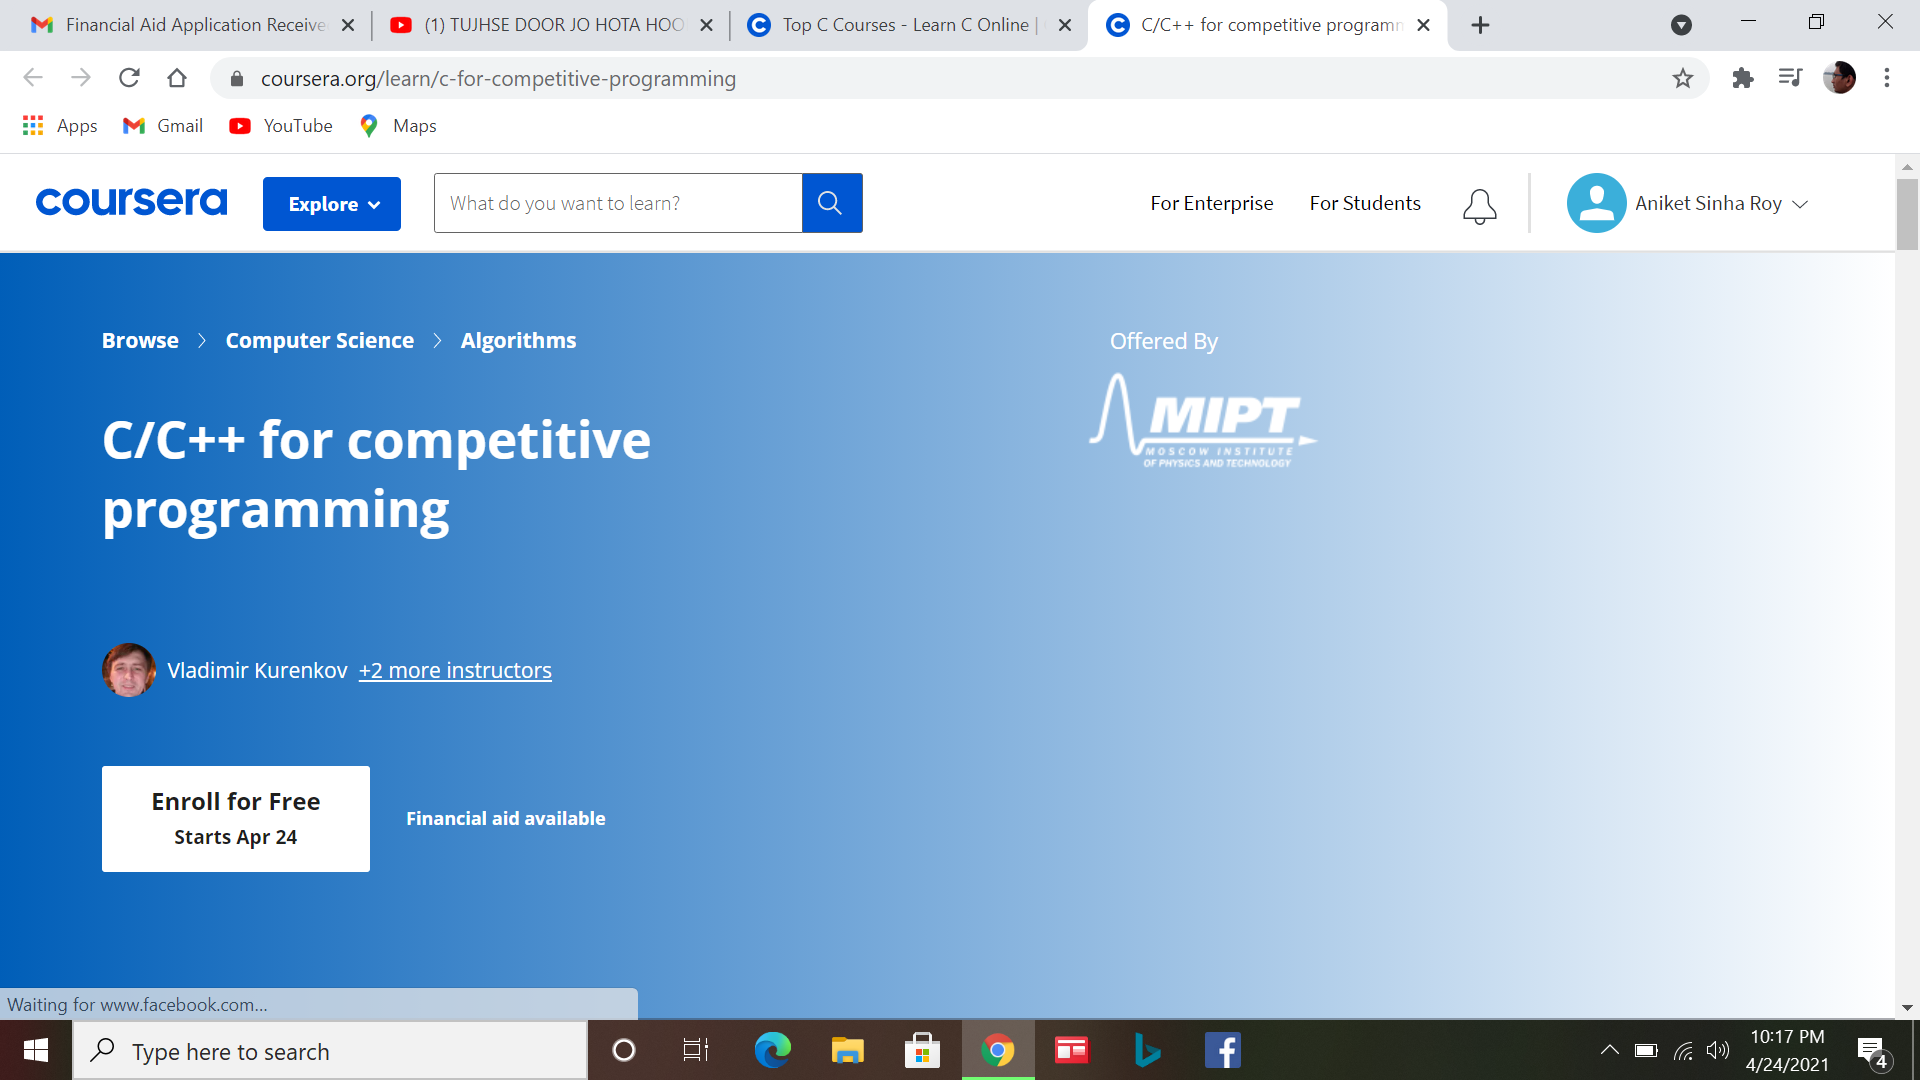 Financial Aid Application Receive
(1) TUJHSE DOOR JO HOTA HOO
Top C Courses - Learn C Online |
C/C++ for competitive programm
coursera.org/learn/c-for-competitive-programming
Apps
Gmail
YouTube
Maps
coursera
Explore
What do you want to learn?
For Enterprise
For Students
Aniket Sinha Roy
Browse > Computer Science > Algorithms
Offered By
MIPT
MOSCOW INSTITUTE
OF PHYSICS AND TECHNOLOGY
C/C++ for competitive
programming
Vladimir Kurenkov +2 more instructors
Enroll for Free
Starts Apr 24
Financial aid available
Waiting for www.facebook.com...
Type here to search
10:17 PM
4/24/2021
4